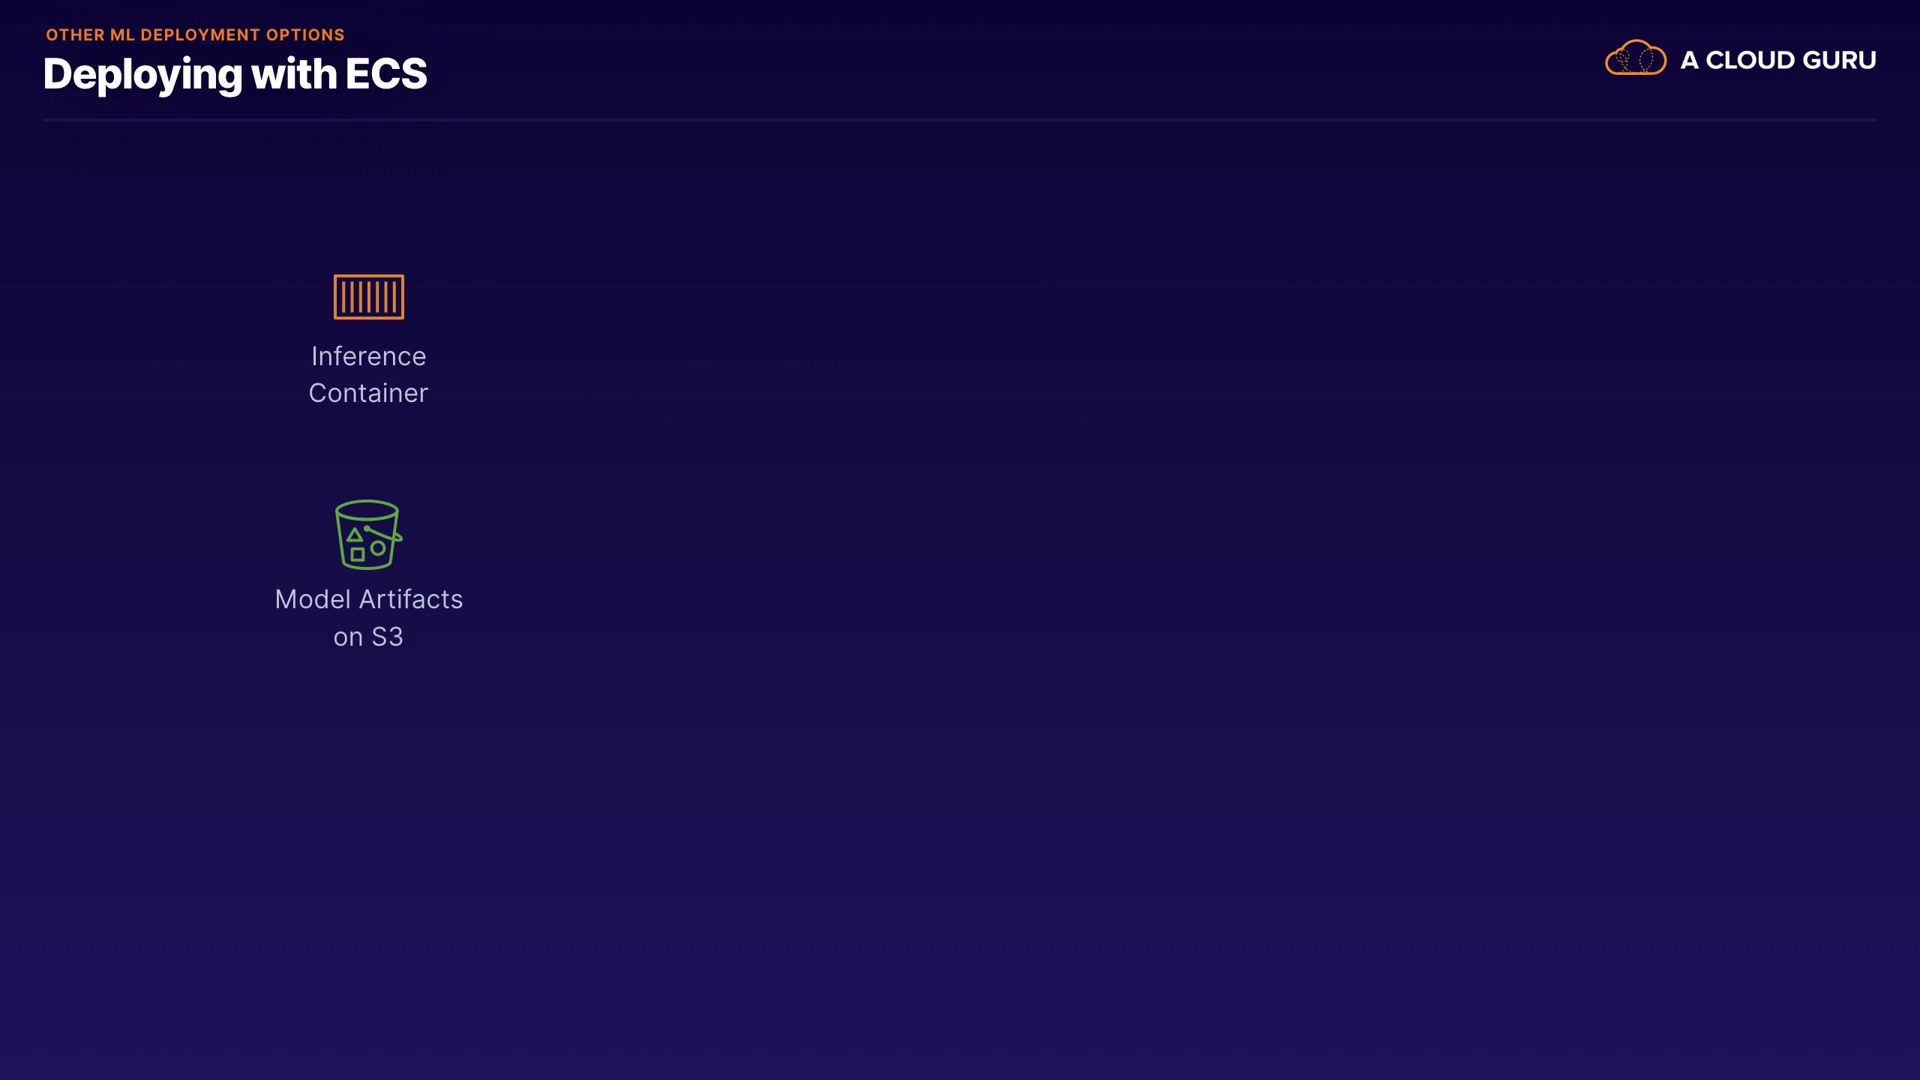 OTHER ML DEPLOYMENT OPTIONS
Deploying with ECS
A CLOUD GURU
Inference
Container
Model Artifacts
on S3